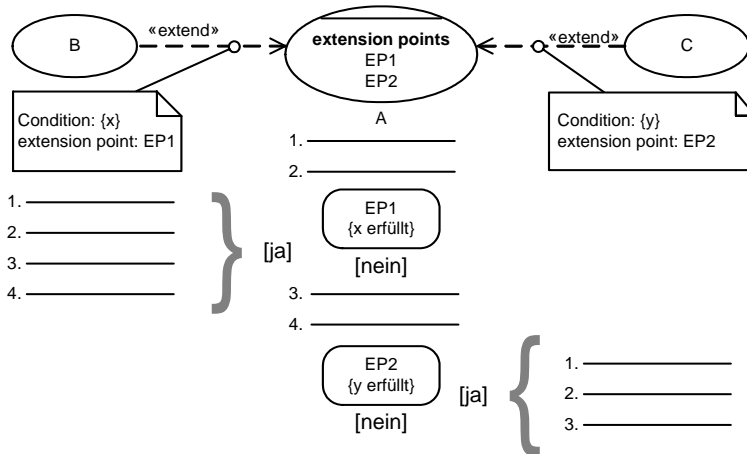 B
«extend»
extension points
EP1
EP2
«extend»
C
Condition: {x}
extension point: EP1
A
Condition: {y}
extension point: EP2
1.
2.
EP1
{x erfüllt}
[nein]
1.
2.
3.
4.
[ja]
3.
4.
EP2
{y erfüllt}
[nein]
[ja]
1.
2.
3.